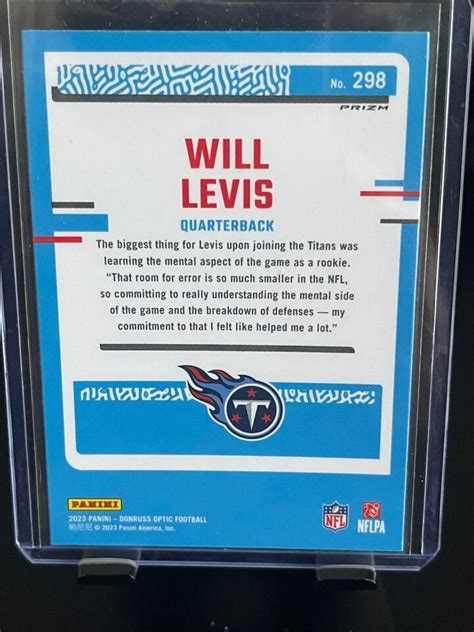 No. 298
PRIZM
WILL
LEVIS
QUARTERBACK
The biggest thing for Levis upon joining the Titans was
learning the mental aspect of the game as a rookie.
"That room for error is so much smaller in the NFL,
so committing to really understanding the mental side
of the game and the breakdown of defenses — my
commitment to that I felt like helped me a lot."
T
PANINI
2023 PANINI - DONRUSS OPTIC FOOTBALL
帕尼尼 © 2023 Panini America, Inc.
NFL
NFLPA